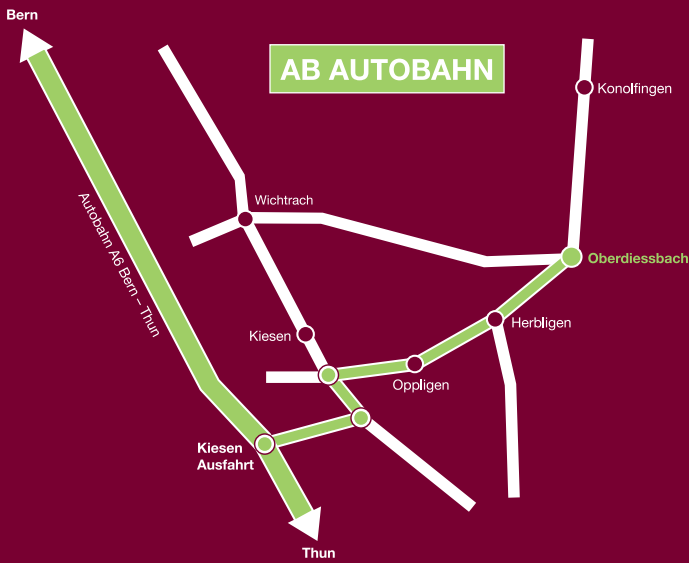 Bern
AB AUTOBAHN
Konolfingen
Wichtrach
Autobahn A6 Bern – Thun
Oberdiessbach
Herbligen
Kiesen
Oppligen
Kiesen
Ausfahrt
Thun